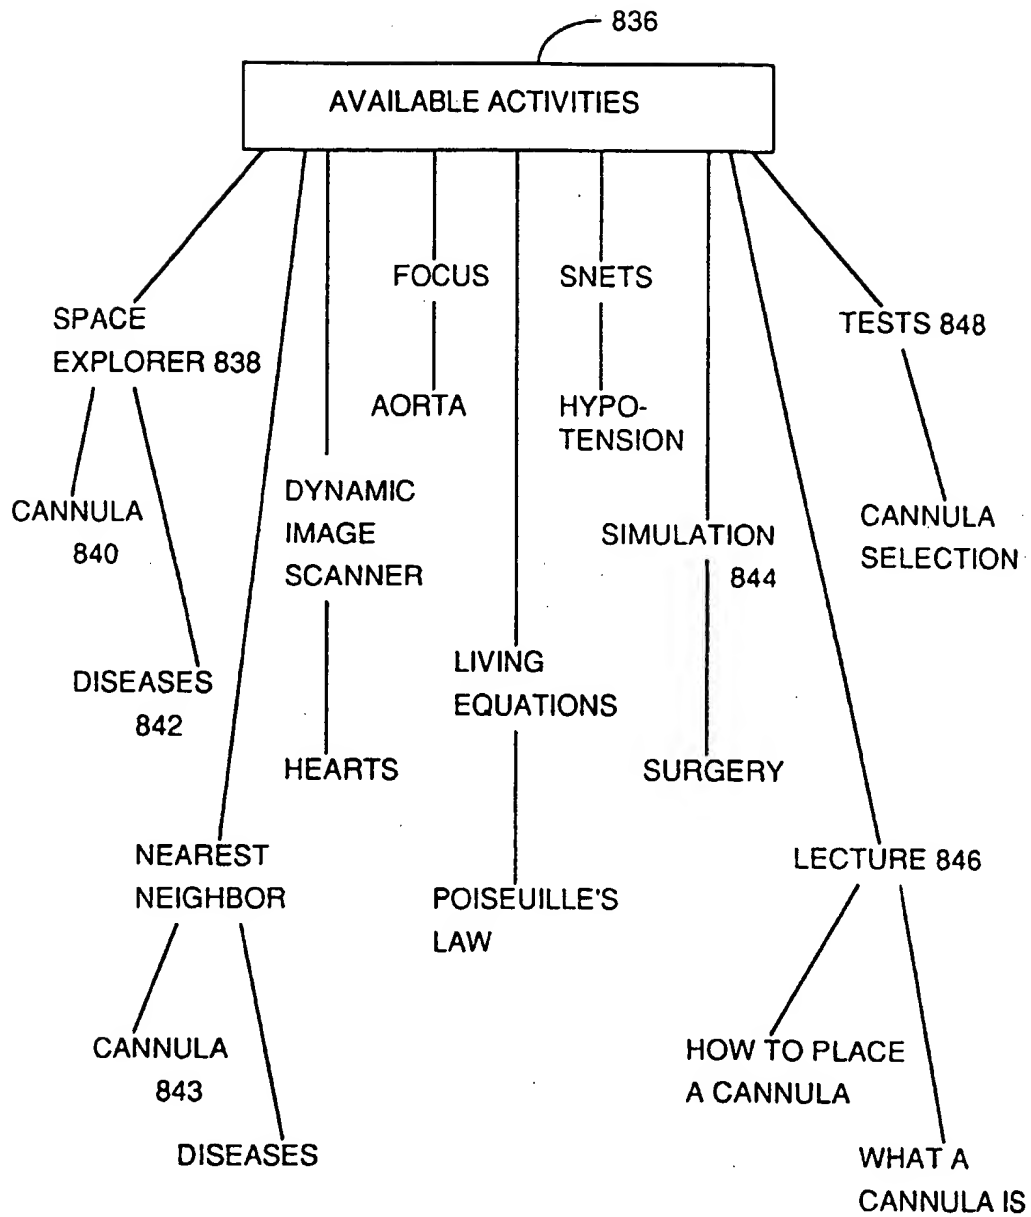 836
AVAILABLE ACTIVITIES
FOCUS
SNETS
SPACE
EXPLORER 838
TESTS 848
AORTA
HYPO-
TENSION
CANNULA
840
DYNAMIC
IMAGE
SCANNER
SIMULATION
844
CANNULA
SELECTION
DISEASES
842
LIVING
EQUATIONS
HEARTS
SURGERY
NEAREST
NEIGHBOR
LECTURE 846
POISEUILLE'S
LAW
CANNULA
843
HOW TO PLACE
A CANNULA
DISEASES
WHAT A
CANNULA IS